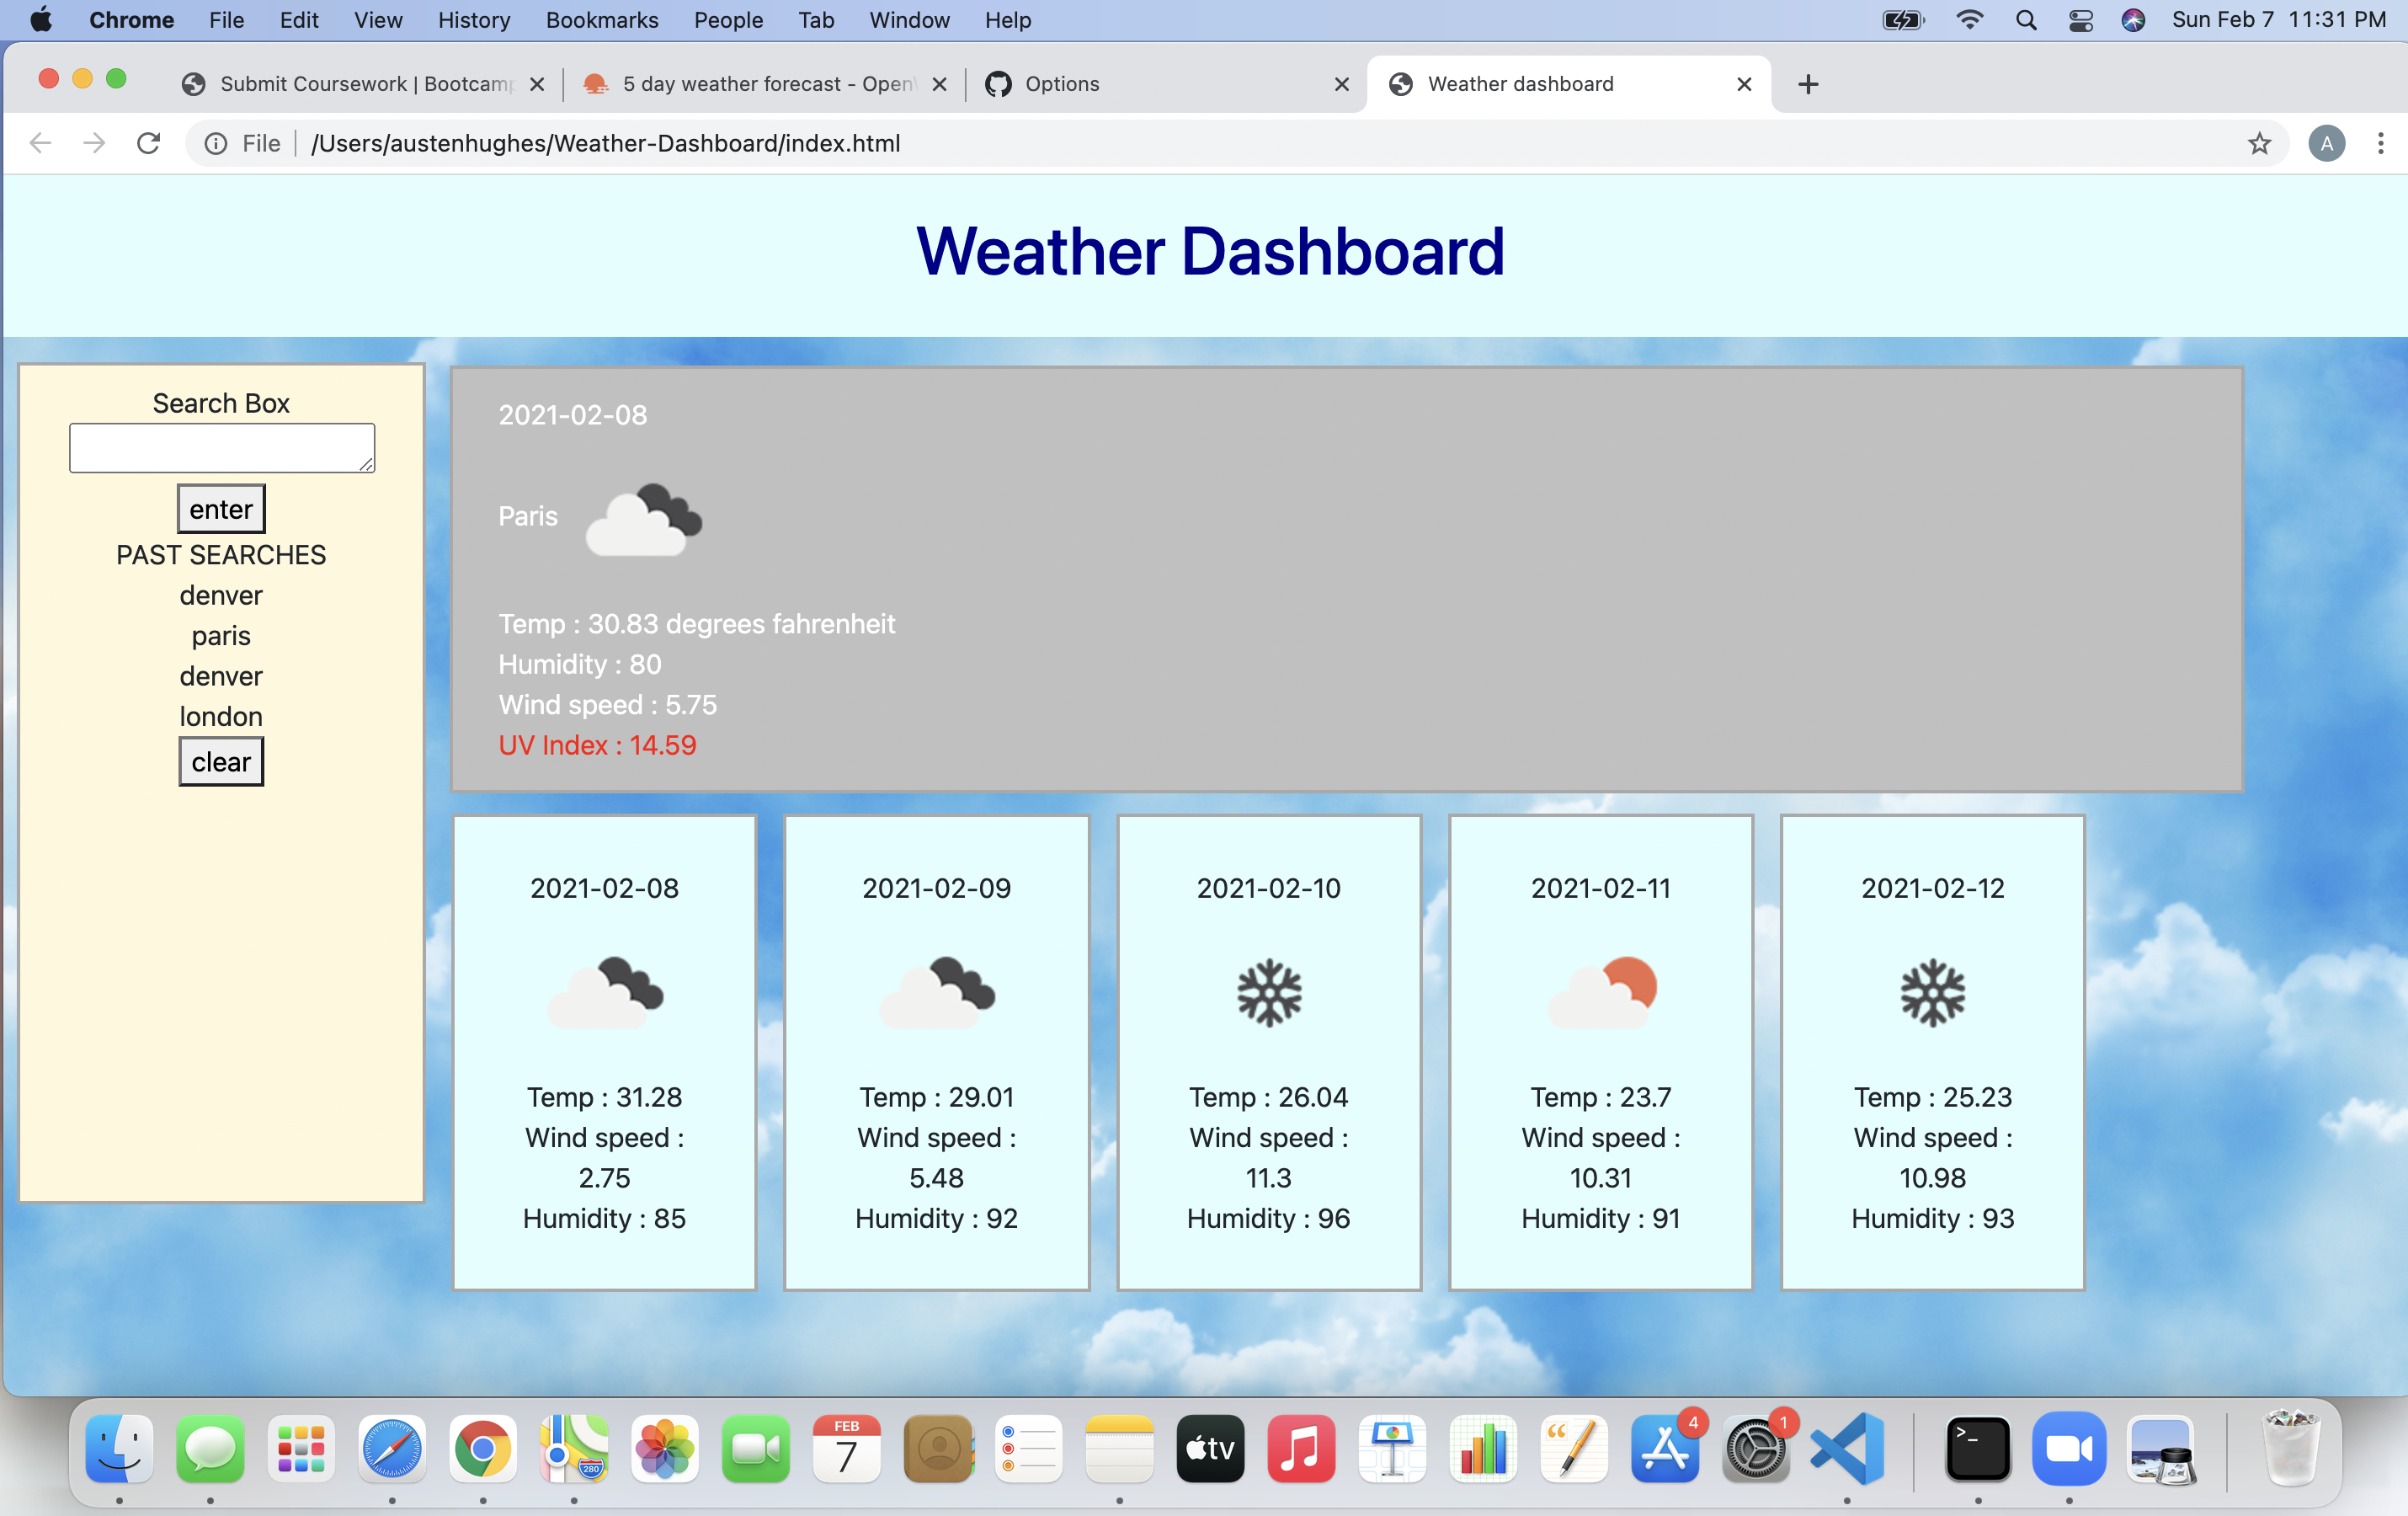 Chrome File Edit View History Bookmarks People Tab Window Help Sun Feb 7 11:31 PM
Submit Coursework | Bootcamp 5 day weather forecast - Open Options Weather dashboard
File /Users/austenhughes/Weather-Dashboard/index.html A
Weather Dashboard
Search Box
enter
PAST SEARCHES
denver
paris
denver
london
clear
2021-02-08
Paris
Temp : 30.83 degrees fahrenheit
Humidity : 80
Wind speed : 5.75
UV Index : 14.59
2021-02-08
Temp : 31.28
Wind speed :
2.75
Humidity : 85
2021-02-09
Temp : 29.01
Wind speed :
5.48
Humidity : 92
2021-02-10
Temp : 26.04
Wind speed :
11.3
Humidity : 96
2021-02-11
Temp : 23.7
Wind speed :
10.31
Humidity : 91
2021-02-12
Temp : 25.23
Wind speed :
10.98
Humidity : 93
280
FEB
7
tv
4
1
>_